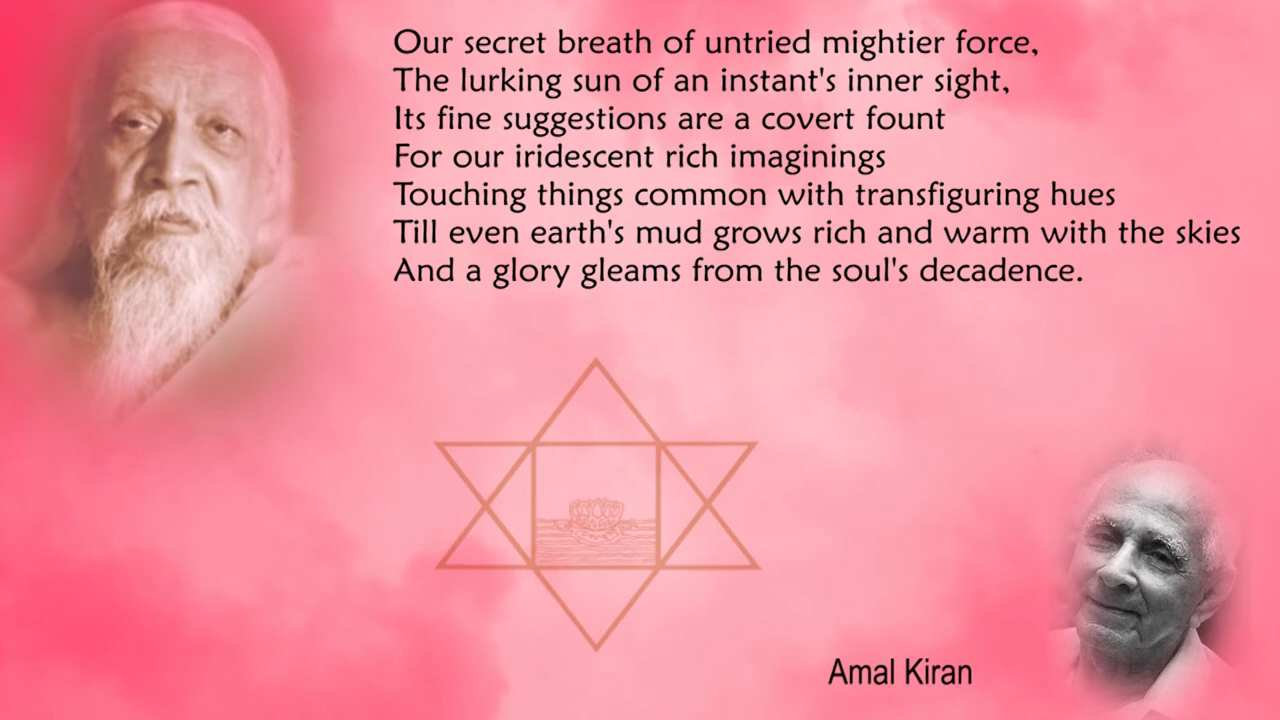 Our secret breath of untried mightier force,
The lurking sun of an instant's inner sight,
Its fine suggestions are a covert fount
For our iridescent rich imaginings
Touching things common with transfiguring hues
Till even earth's mud grows rich and warm with the skies
And a glory gleams from the soul's decadence.
Amal Kiran